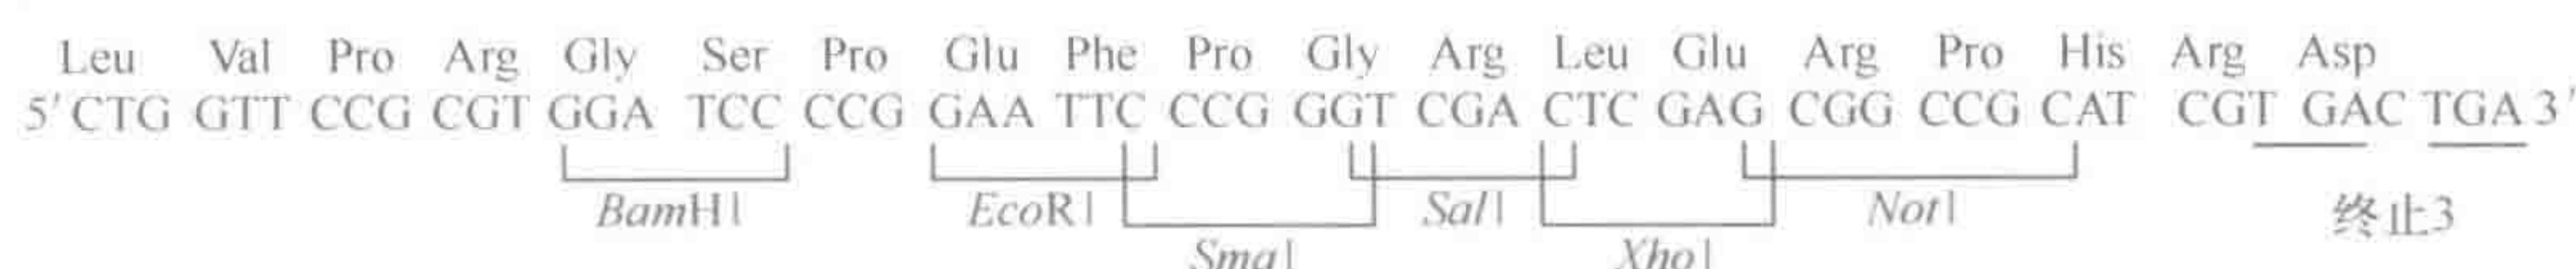 Leu Val Pro Arg Gly Ser Pro Glu Phe Pro Gly Arg Leu Glu Arg Pro His Arg Asp
5'CTG GTT CCG CGT GGA TCC CCG GAA TTC CCG GGT CGA CTC GAG CGG CCG CAT CGT GAC TGA 3'
BamHI EcoRI SalI NotI 终止3
SmaI XhoI